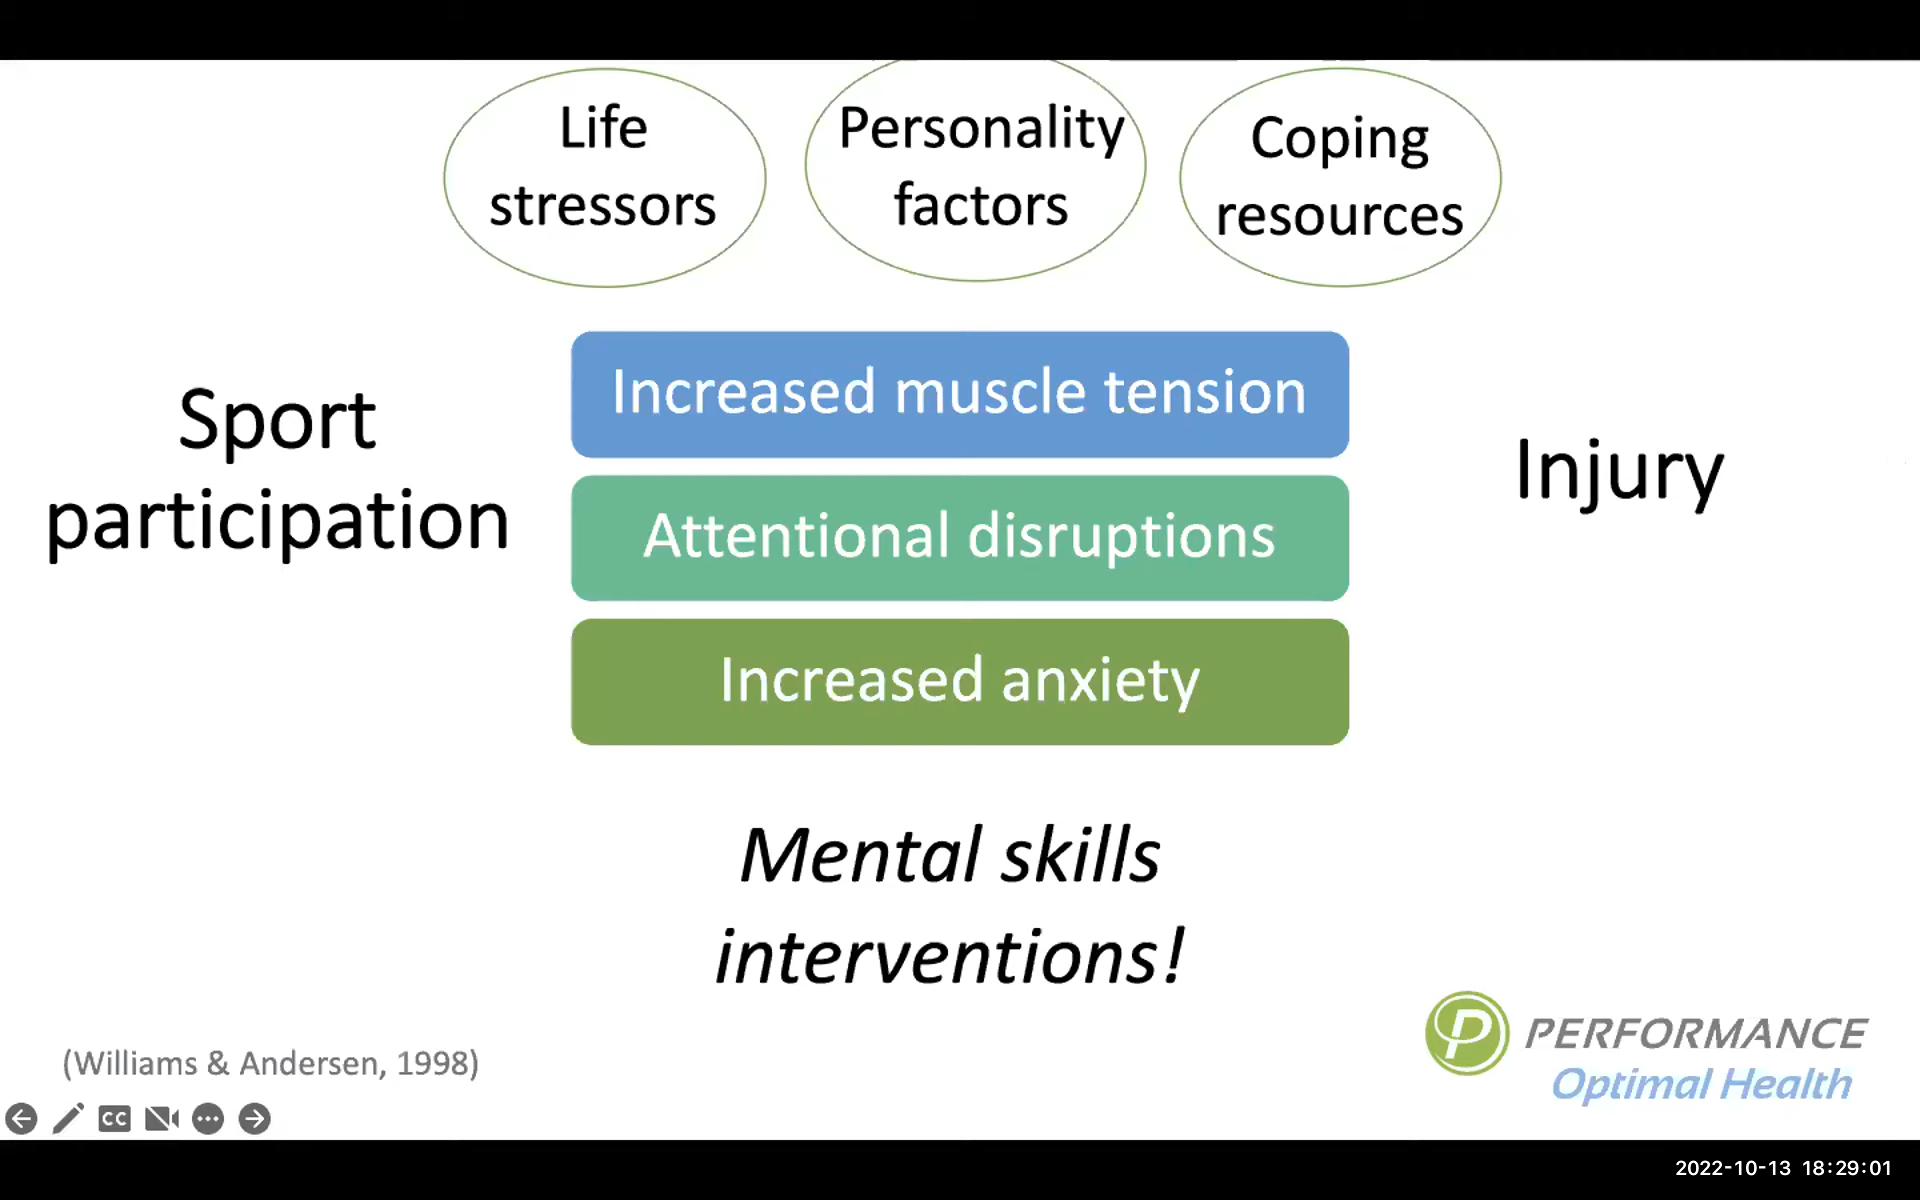 Life
stressors
Personality
factors
Coping
resources
Sport
participation
Increased muscle tension
Attentional disruptions
Increased anxiety
Injury
Mental skills
interventions!
(Williams & Andersen, 1998)
P PERFORMANCE
Optimal Health
CC
2022-10-13 18:29:01